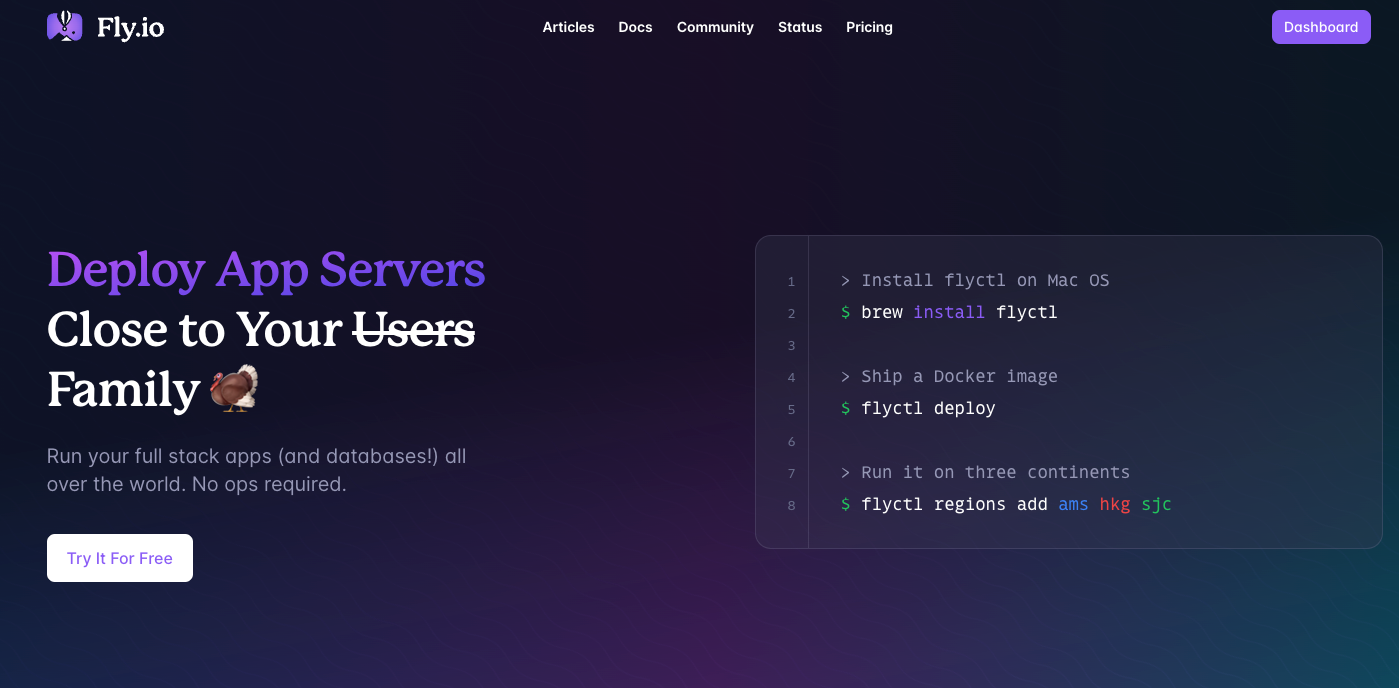 Fly.io
Articles Docs Community Status Pricing
Dashboard
Deploy App Servers
Close to Your Users
Family
Run your full stack apps (and databases!) all
over the world. No ops required.
Try It For Free
1 > Install flyctl on Mac OS
2 $ brew install flyctl
3
4 > Ship a Docker image
5 $ flyctl deploy
6
7 > Run it on three continents
8 $ flyctl regions add ams hkg sjc